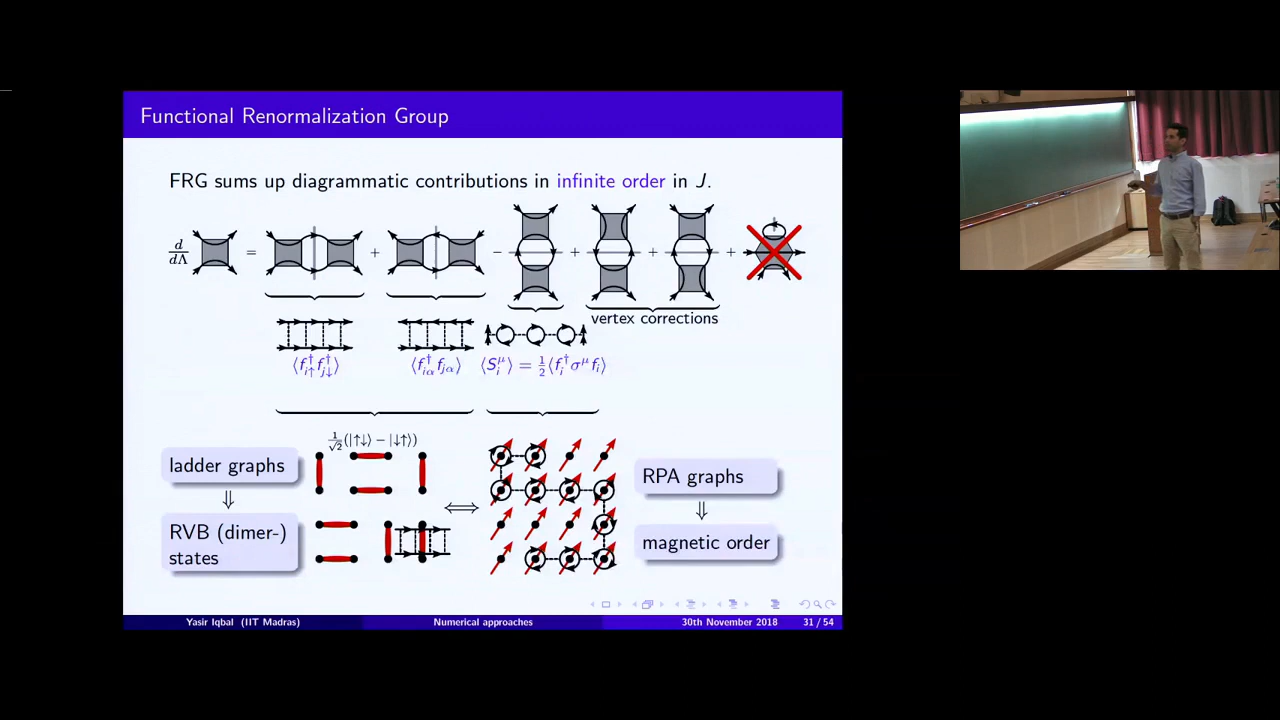 Functional Renormalization Group
FRG sums up diagrammatic contributions in infinite order in J.
d/dΛ = + − + + +
vertex corrections
⟨f†i↑ f†j↓⟩ ⟨f†iα fjα⟩ ⟨Sμi⟩ = ½⟨f†i σμ fi⟩
1/√2(|↑↓⟩ − |↓↑⟩)
ladder graphs
⇓
RVB (dimer-)
states
⟺
RPA graphs
⇓
magnetic order
Yasir Iqbal (IIT Madras) Numerical approaches 30th November 2018 31 / 54